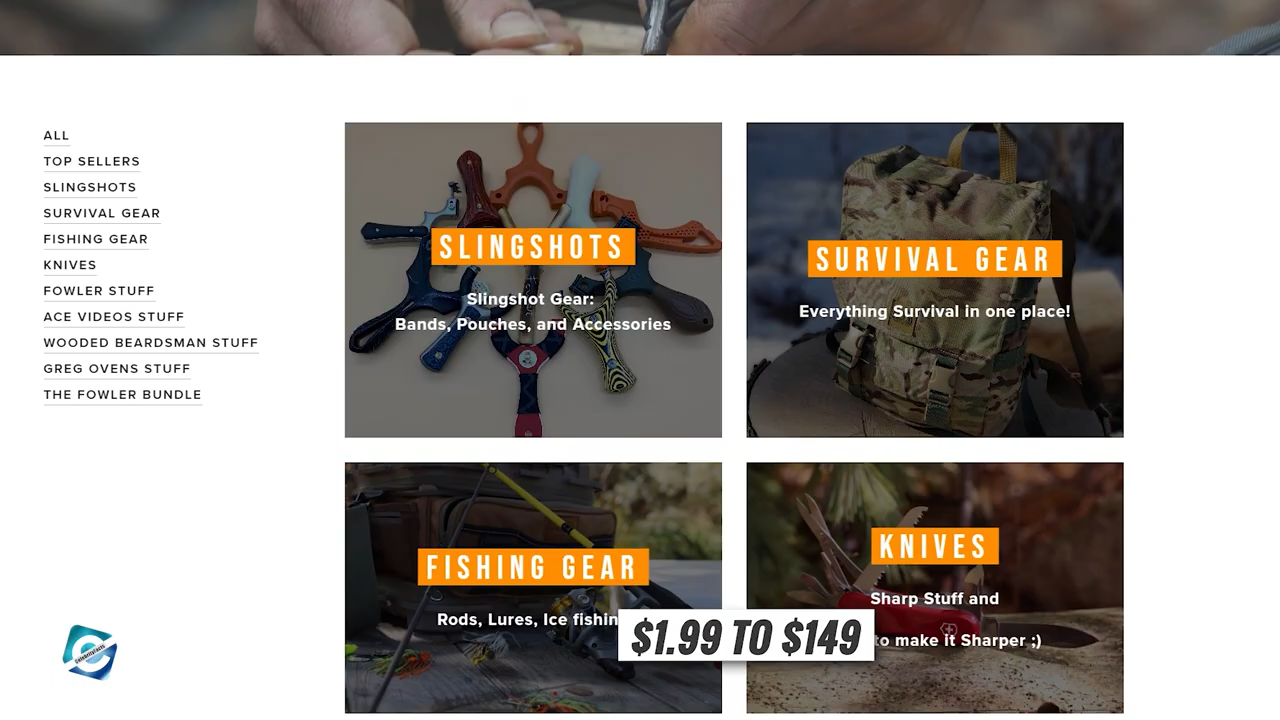 ALL
TOP SELLERS
SLINGSHOTS
SURVIVAL GEAR
FISHING GEAR
KNIVES
FOWLER STUFF
ACE VIDEOS STUFF
WOODED BEARDSMAN STUFF
GREG OVENS STUFF
THE FOWLER BUNDLE
SLINGSHOTS
Slingshot Gear:
Bands, Pouches, and Accessories
SURVIVAL GEAR
Everything Survival in one place!
FISHING GEAR
Rods, Lures, Ice fishin
KNIVES
Sharp Stuff and
to make it Sharper ;)
$1.99 TO $149